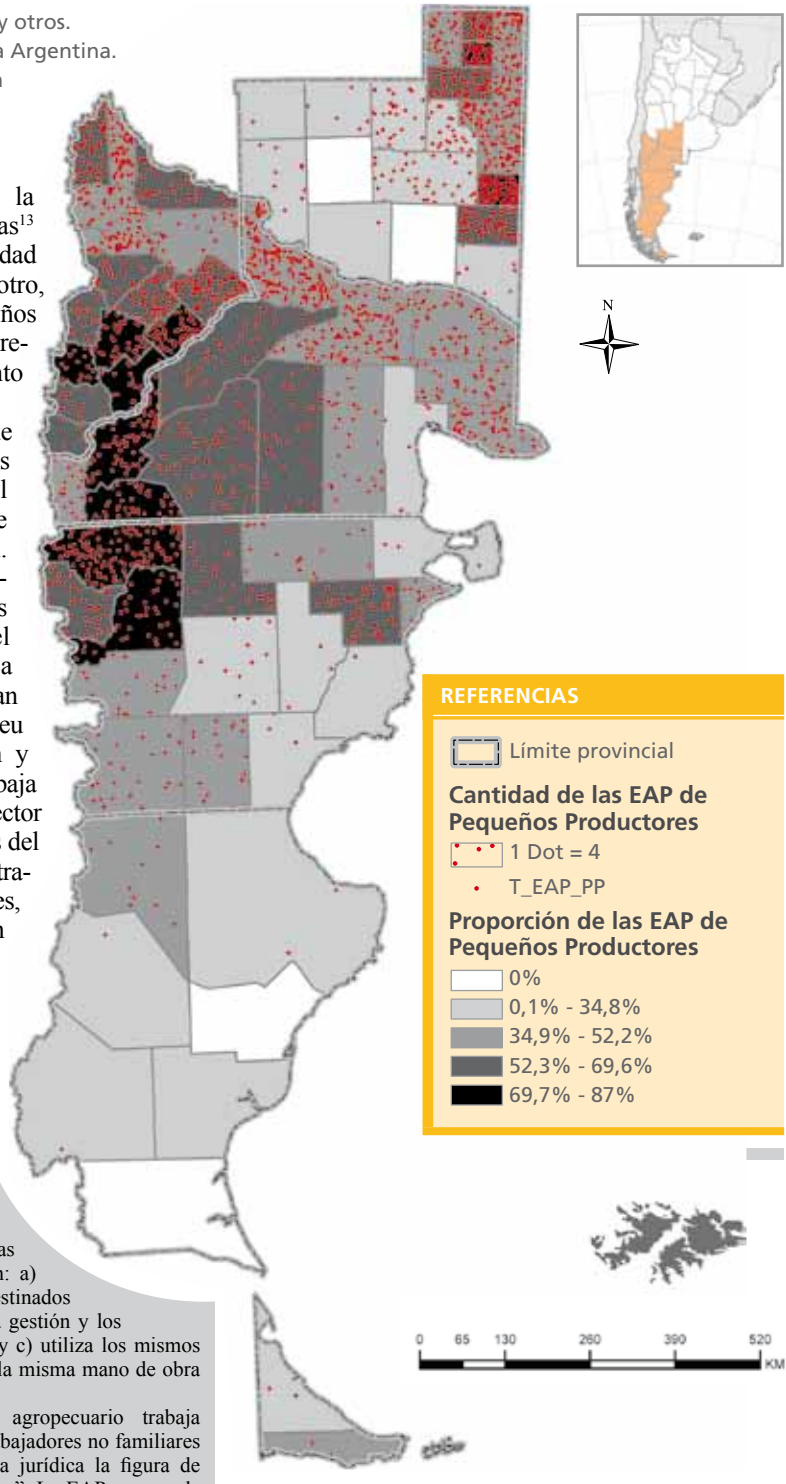 y otros.
a Argentina.
la
as¹³
dad
otro,
ños
re-
nto
l
.
-
s
el
a
an
eu
y
baja
ector
s del
tra-
es,
n
N
REFERENCIAS
Límite provincial
Cantidad de las EAP de
Pequeños Productores
1 Dot = 4
T_EAP_PP
Proporción de las EAP de
Pequeños Productores
0%
0,1% - 34,8%
34,9% - 52,2%
52,3% - 69,6%
69,7% - 87%
as
n: a)
estinados
gestión y los
y c) utiliza los mismos
la misma mano de obra
agropecuario trabaja
abajadores no familiares
a jurídica la figura de
0 65 130 260 390 520
KM